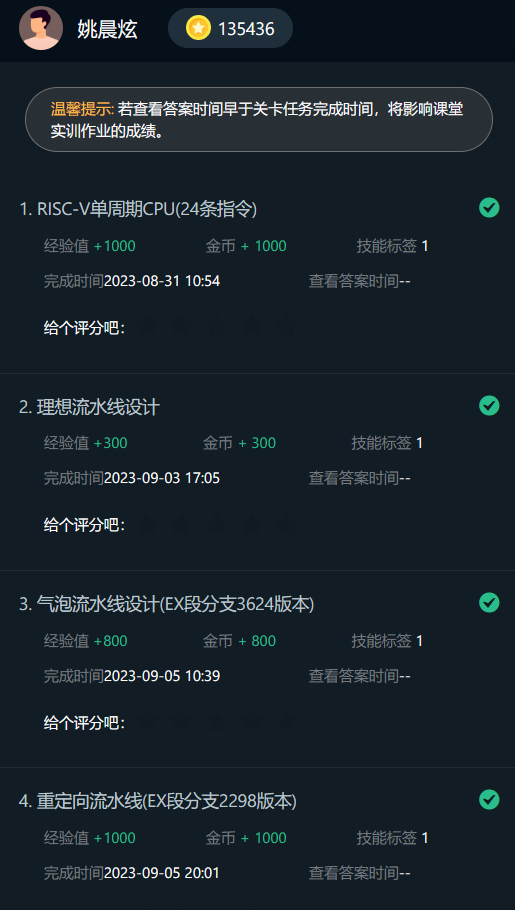 姚晨炫 135436
温馨提示: 若查看答案时间早于关卡任务完成时间，将影响课堂
实训作业的成绩。
1. RISC-V单周期CPU(24条指令)
经验值 +1000 金币 + 1000 技能标签 1
完成时间2023-08-31 10:54 查看答案时间--
给个评分吧：
2. 理想流水线设计
经验值 +300 金币 + 300 技能标签 1
完成时间2023-09-03 17:05 查看答案时间--
给个评分吧：
3. 气泡流水线设计(EX段分支3624版本)
经验值 +800 金币 + 800 技能标签 1
完成时间2023-09-05 10:39 查看答案时间--
给个评分吧：
4. 重定向流水线(EX段分支2298版本)
经验值 +1000 金币 + 1000 技能标签 1
完成时间2023-09-05 20:01 查看答案时间--